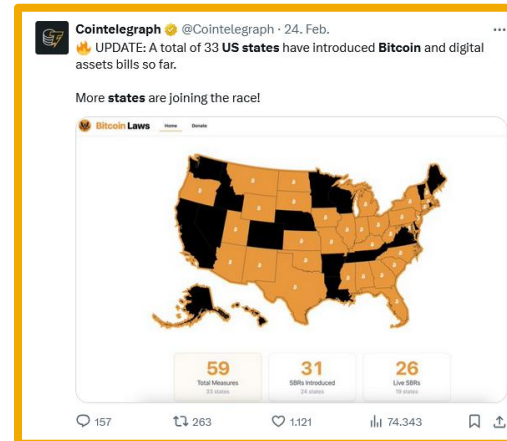 Cointelegraph @Cointelegraph · 24. Feb.
🔥 UPDATE: A total of 33 US states have introduced Bitcoin and digital
assets bills so far.
More states are joining the race!
Bitcoin Laws Home Donate
59 31 26
Total Measures SBRs Introduced Live SBRs
33 states 24 states 19 states
157 263 1.121 74.343